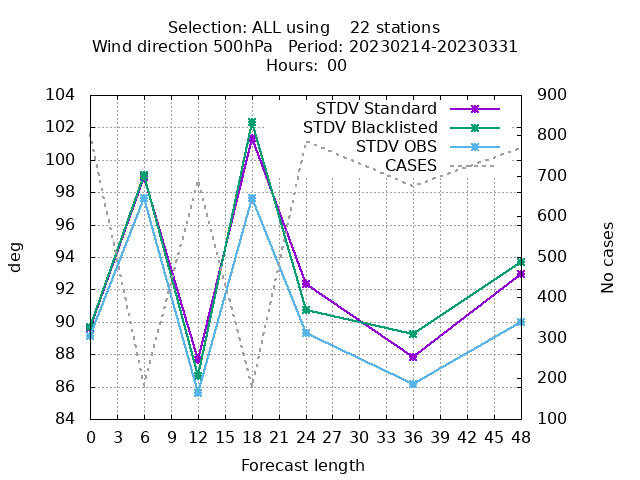 Selection: ALL using    22 stations
Wind direction 500hPa   Period: 20230214-20230331
Hours:  00
104
102
100
98
96
94
92
90
88
86
84
deg
900
800
700
600
500
400
300
200
100
No cases
STDV Standard
STDV Blacklisted
STDV OBS
CASES
0 3 6 9 12 15 18 21 24 27 30 33 36 39 42 45 48
Forecast length